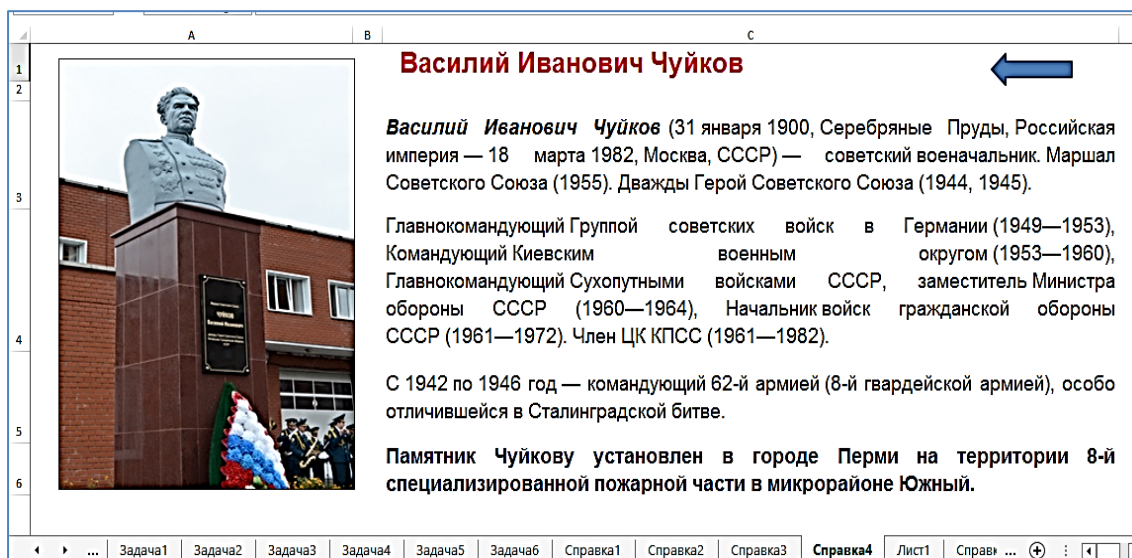 A B C
1
2
3
4
5
6
Василий Иванович Чуйков
Василий Иванович Чуйков (31 января 1900, Серебряные Пруды, Российская
империя — 18 марта 1982, Москва, СССР) — советский военачальник. Маршал
Советского Союза (1955). Дважды Герой Советского Союза (1944, 1945).
Главнокомандующий Группой советских войск в Германии (1949—1953),
Командующий Киевским военным округом (1953—1960),
Главнокомандующий Сухопутными войсками СССР, заместитель Министра
обороны СССР (1960—1964), Начальник войск гражданской обороны
СССР (1961—1972). Член ЦК КПСС (1961—1982).
С 1942 по 1946 год — командующий 62-й армией (8-й гвардейской армией), особо
отличившейся в Сталинградской битве.
Памятник Чуйкову установлен в городе Перми на территории 8-й
специализированной пожарной части в микрорайоне Южный.
ЧУЙКОВ
... Задача1 Задача2 Задача3 Задача4 Задача5 Задача6 Справка1 Справка2 Справка3 Справка4 Лист1 Справк ...